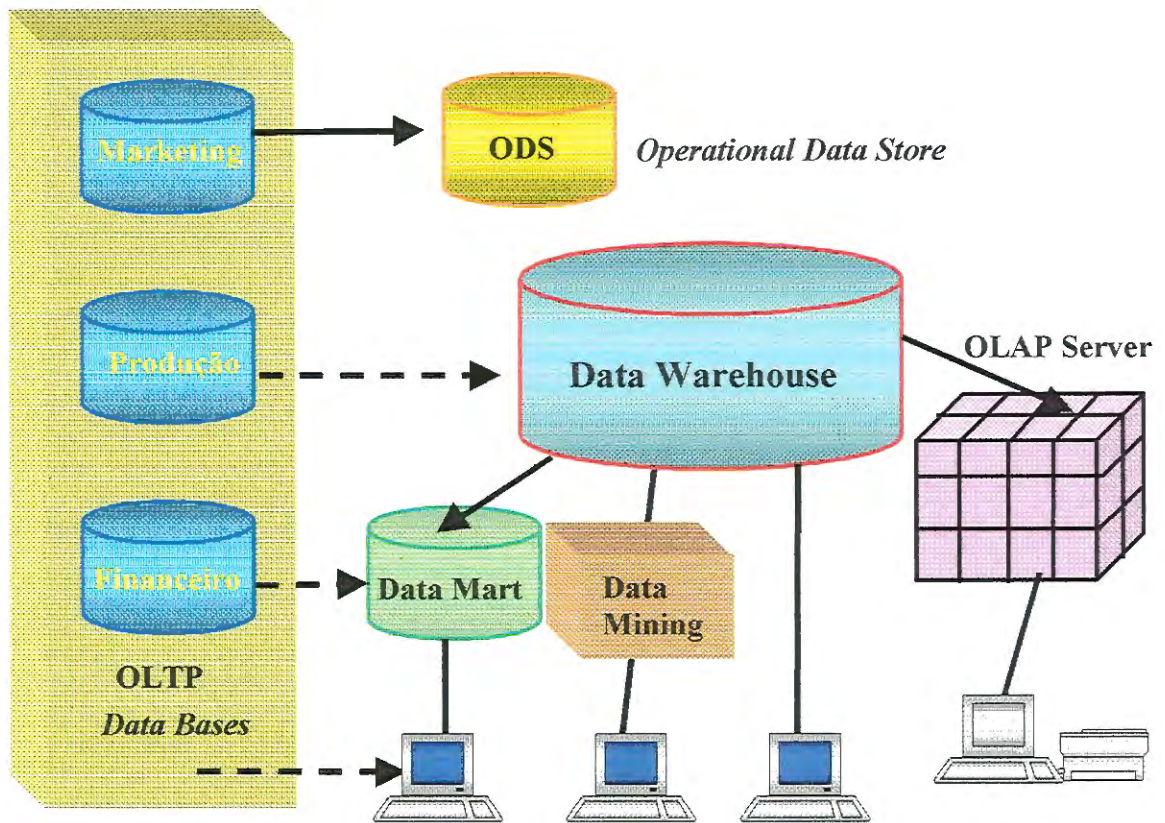 Marketing
ODS
Operational Data Store
Produção
Data Warehouse
OLAP Server
Financeiro
Data Mart
Data
Mining
OLTP
Data Bases